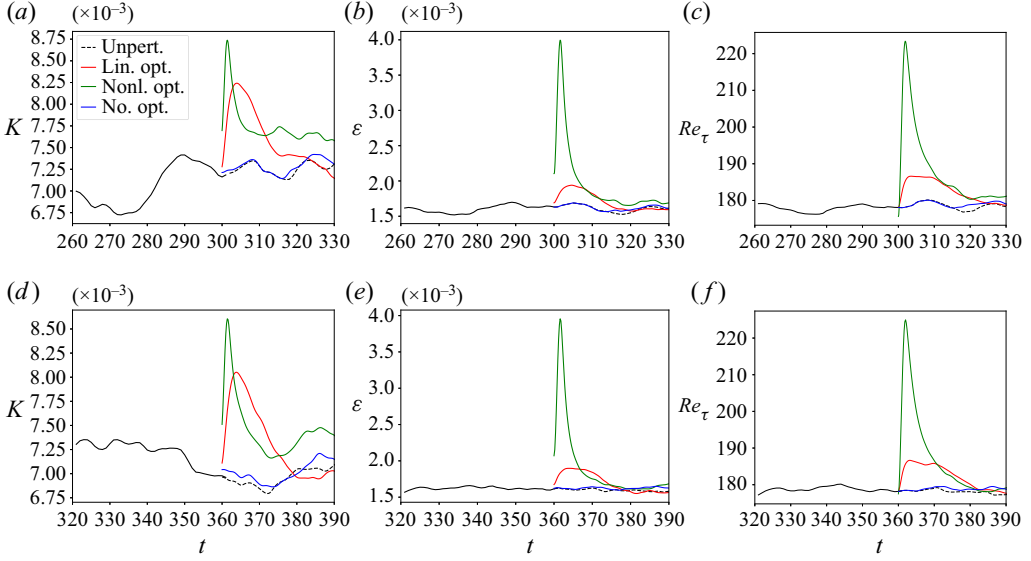 (a) (×10⁻³)
8.75
8.50
8.25
8.00
7.75
7.50
7.25
7.00
6.75
K
Unpert.
Lin. opt.
Nonl. opt.
No. opt.
260 270 280 290 300 310 320 330
(b) (×10⁻³)
4.0
3.5
3.0
2.5
2.0
1.5
ε
260 270 280 290 300 310 320 330
(c)
220
210
200
190
180
Reτ
260 270 280 290 300 310 320 330
(d) (×10⁻³)
8.50
8.25
8.00
7.75
7.50
7.25
7.00
6.75
K
320 330 340 350 360 370 380 390
t
(e) (×10⁻³)
4.0
3.5
3.0
2.5
2.0
1.5
ε
320 330 340 350 360 370 380 390
t
(f)
220
210
200
190
180
Reτ
320 330 340 350 360 370 380 390
t